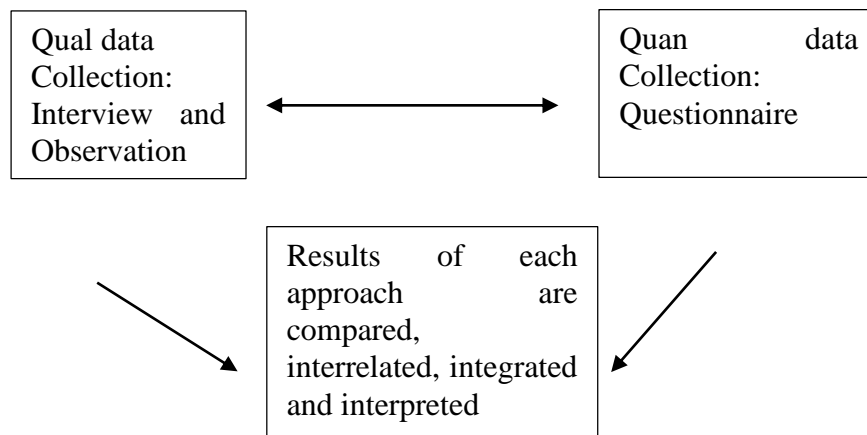 Qual data
Collection:
Interview and
Observation
Quan data
Collection:
Questionnaire
Results of each
approach are
compared,
interrelated, integrated
and interpreted